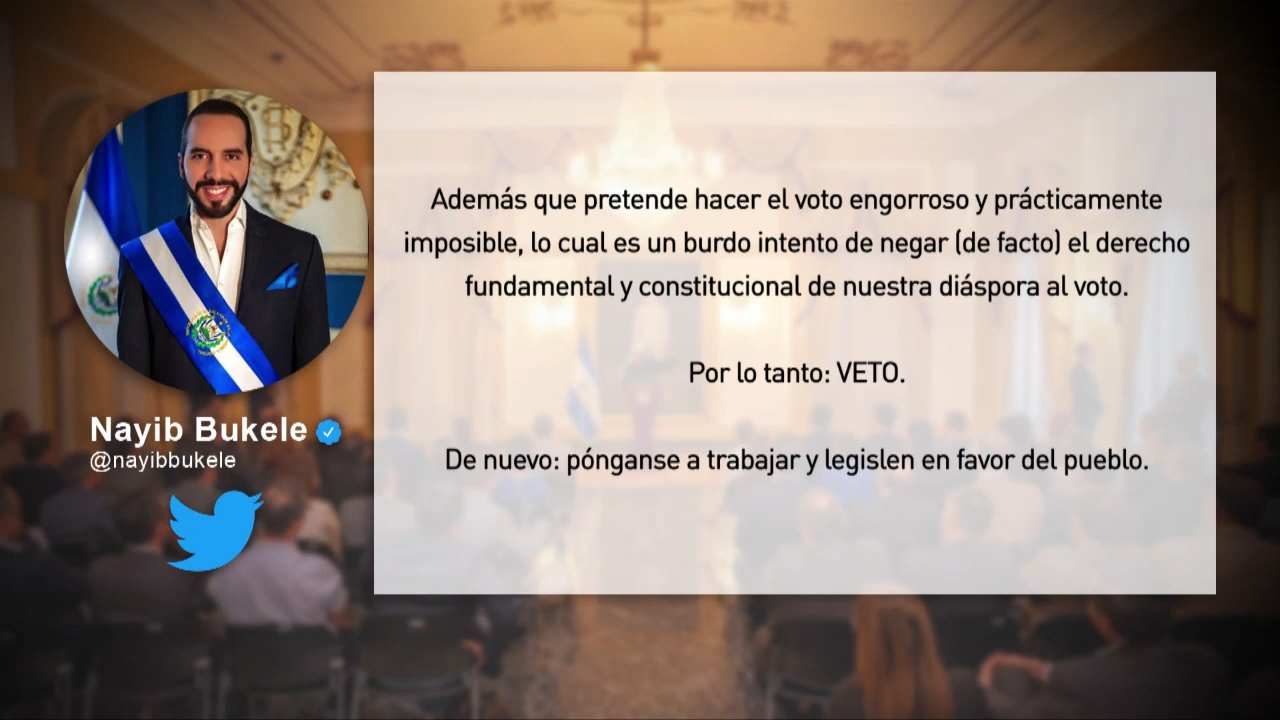 Nayib Bukele
@nayibbukele
Además que pretende hacer el voto engorroso y prácticamente
imposible, lo cual es un burdo intento de negar (de facto) el derecho
fundamental y constitucional de nuestra diáspora al voto.
Por lo tanto: VETO.
De nuevo: pónganse a trabajar y legislen en favor del pueblo.